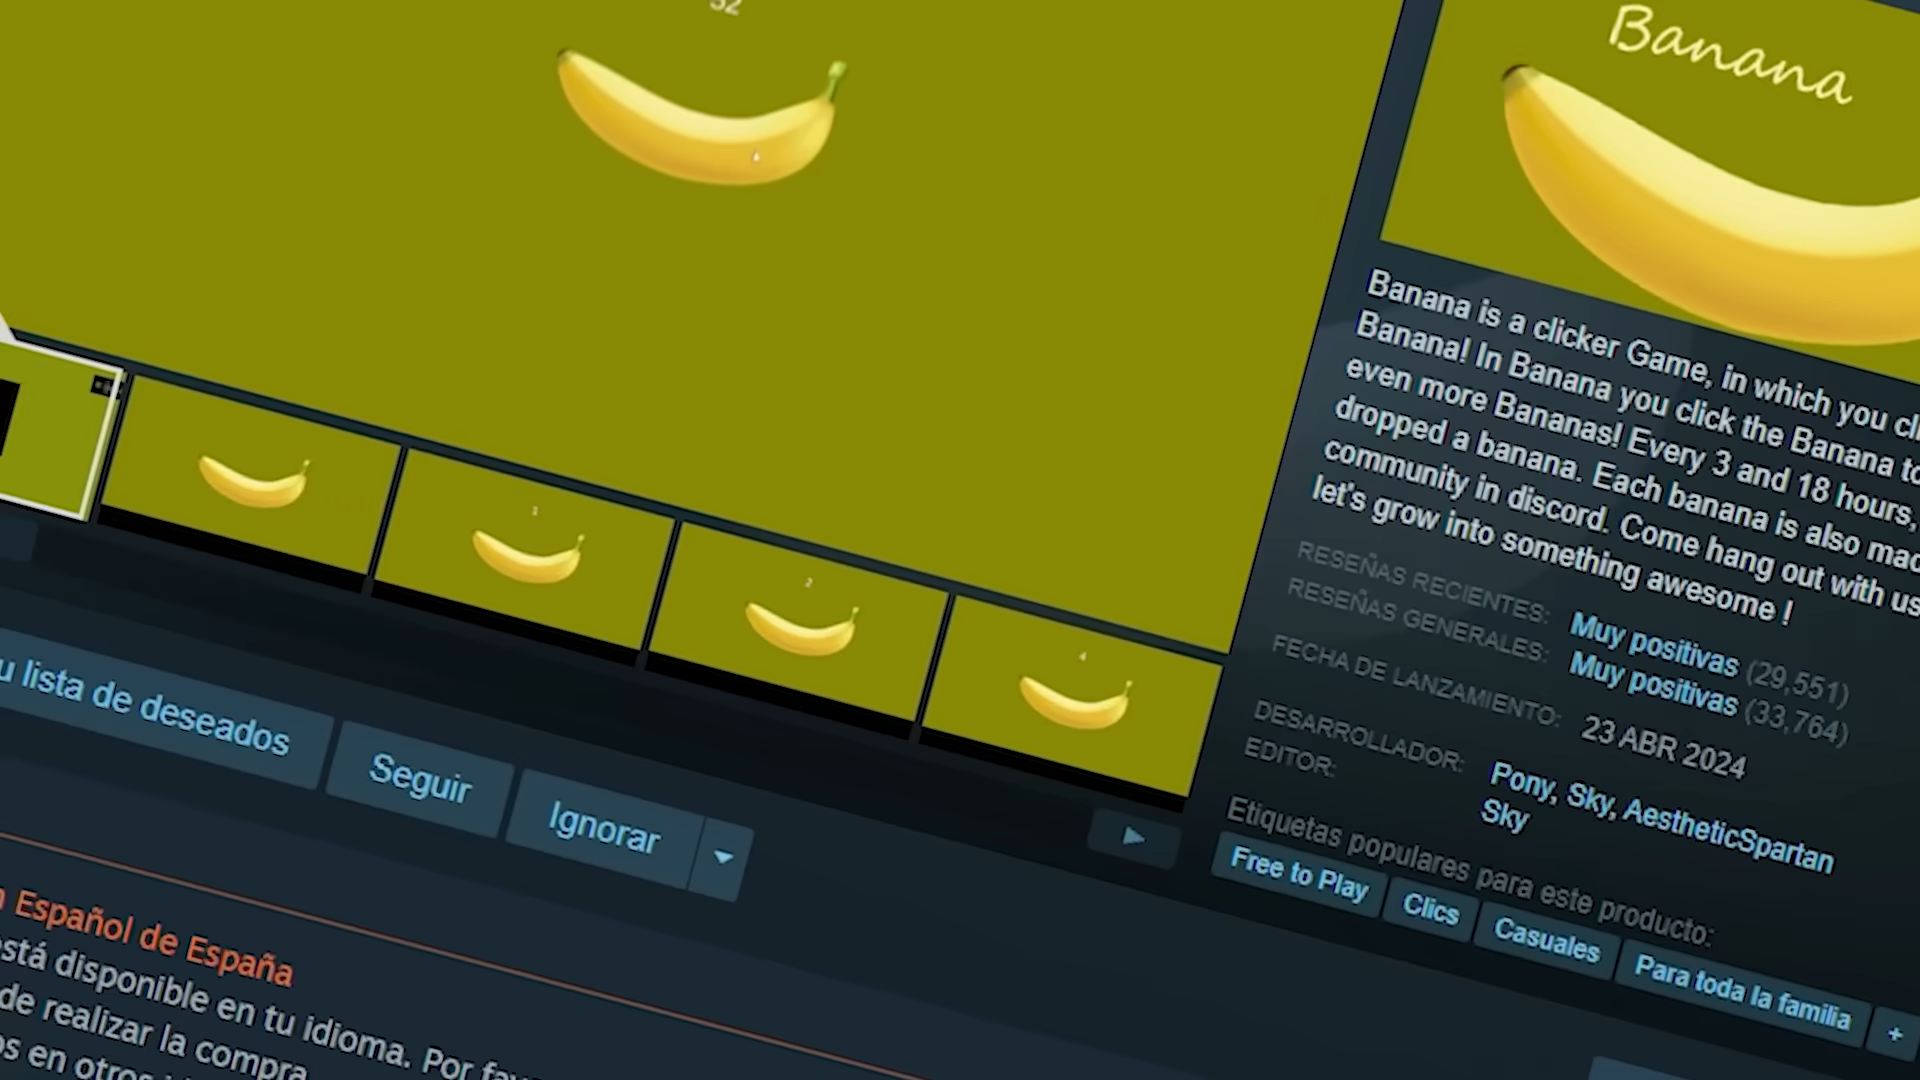 32
Banana
Banana is a clicker Game, in which you
Banana! In Banana you click the Banana to
even more Bananas! Every 3 and 18 hours,
dropped a banana. Each banana is also
community in discord. Come hang out with us
let's grow into something awesome !
RESEÑAS RECIENTES: Muy positivas (29,551)
RESEÑAS GENERALES: Muy positivas (33,764)
FECHA DE LANZAMIENTO: 23 ABR 2024
DESARROLLADOR: Pony, Sky, AestheticSpartan
EDITOR: Sky
Etiquetas populares para este producto:
Free to Play Clics Casuales Para toda la familia +
1
2
4
lista de deseados
Seguir
Ignorar
Español de España
está disponible en tu idioma. Por
de realizar la compra
en otros